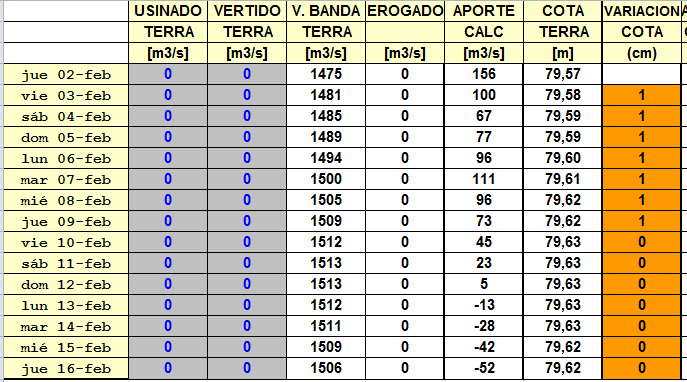 USINADO VERTIDO V. BANDA EROGADO APORTE COTA VARIACION
TERRA TERRA TERRA CALC TERRA COTA
[m3/s] [m3/s] [m3/s] [m3/s] [m3/s] [m] (cm)
jue 02-feb 0 0 1475 0 156 79,57
vie 03-feb 0 0 1481 0 100 79,58 1
sáb 04-feb 0 0 1485 0 67 79,59 1
dom 05-feb 0 0 1489 0 77 79,59 1
lun 06-feb 0 0 1494 0 96 79,60 1
mar 07-feb 0 0 1500 0 111 79,61 1
mié 08-feb 0 0 1505 0 96 79,62 1
jue 09-feb 0 0 1509 0 73 79,62 1
vie 10-feb 0 0 1512 0 45 79,63 0
sáb 11-feb 0 0 1513 0 23 79,63 0
dom 12-feb 0 0 1513 0 5 79,63 0
lun 13-feb 0 0 1512 0 -13 79,63 0
mar 14-feb 0 0 1511 0 -28 79,63 0
mié 15-feb 0 0 1509 0 -42 79,62 0
jue 16-feb 0 0 1506 0 -52 79,62 0